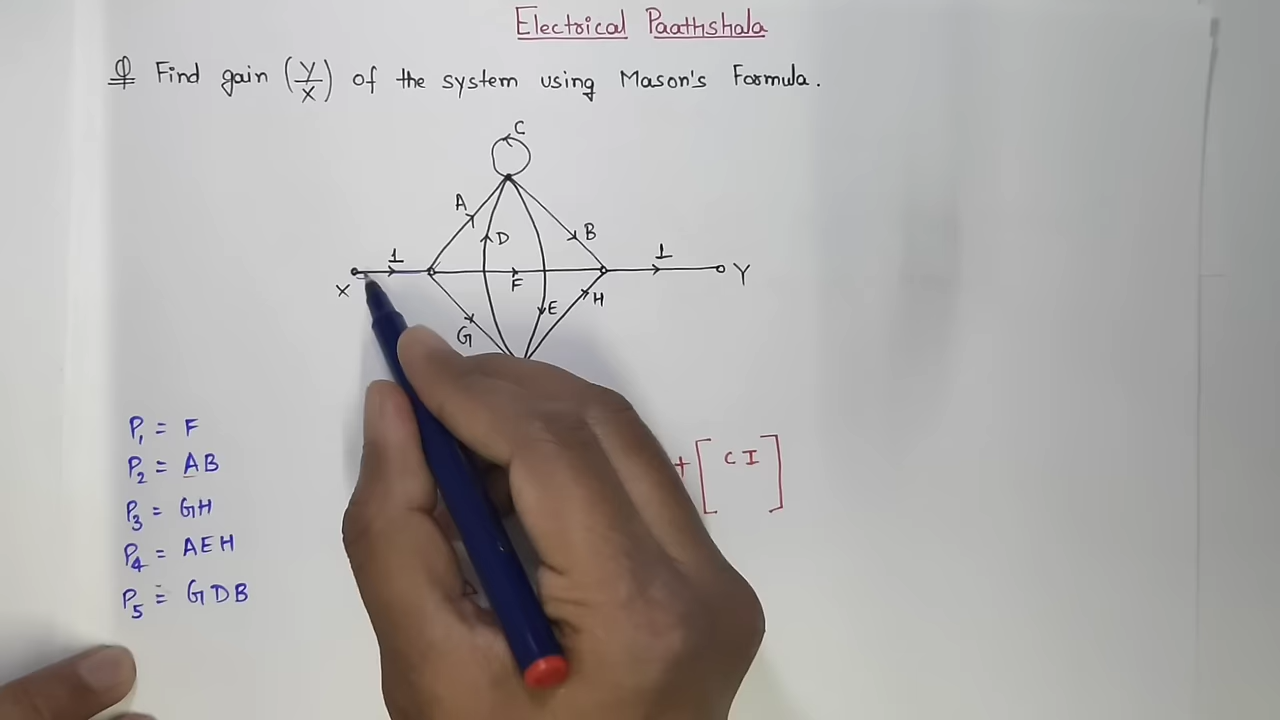 Electrical Paathshala
Q Find gain (Y/X) of the system using Mason's Formula.
C
A
B
D
1
1
X
F
Y
E
H
G
P1 = F
P2 = AB
P3 = GH
P4 = AEH
P5 = GDB
+ [ CI ]
Δ